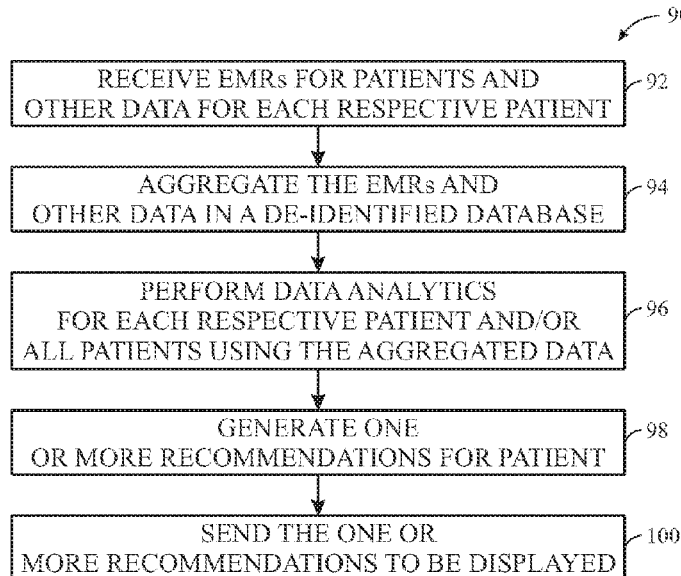 90
RECEIVE EMRs FOR PATIENTS AND
OTHER DATA FOR EACH RESPECTIVE PATIENT
92
AGGREGATE THE EMRs AND
OTHER DATA IN A DE-IDENTIFIED DATABASE
94
PERFORM DATA ANALYTICS
FOR EACH RESPECTIVE PATIENT AND/OR
ALL PATIENTS USING THE AGGREGATED DATA
96
GENERATE ONE
OR MORE RECOMMENDATIONS FOR PATIENT
98
SEND THE ONE OR
MORE RECOMMENDATIONS TO BE DISPLAYED
100